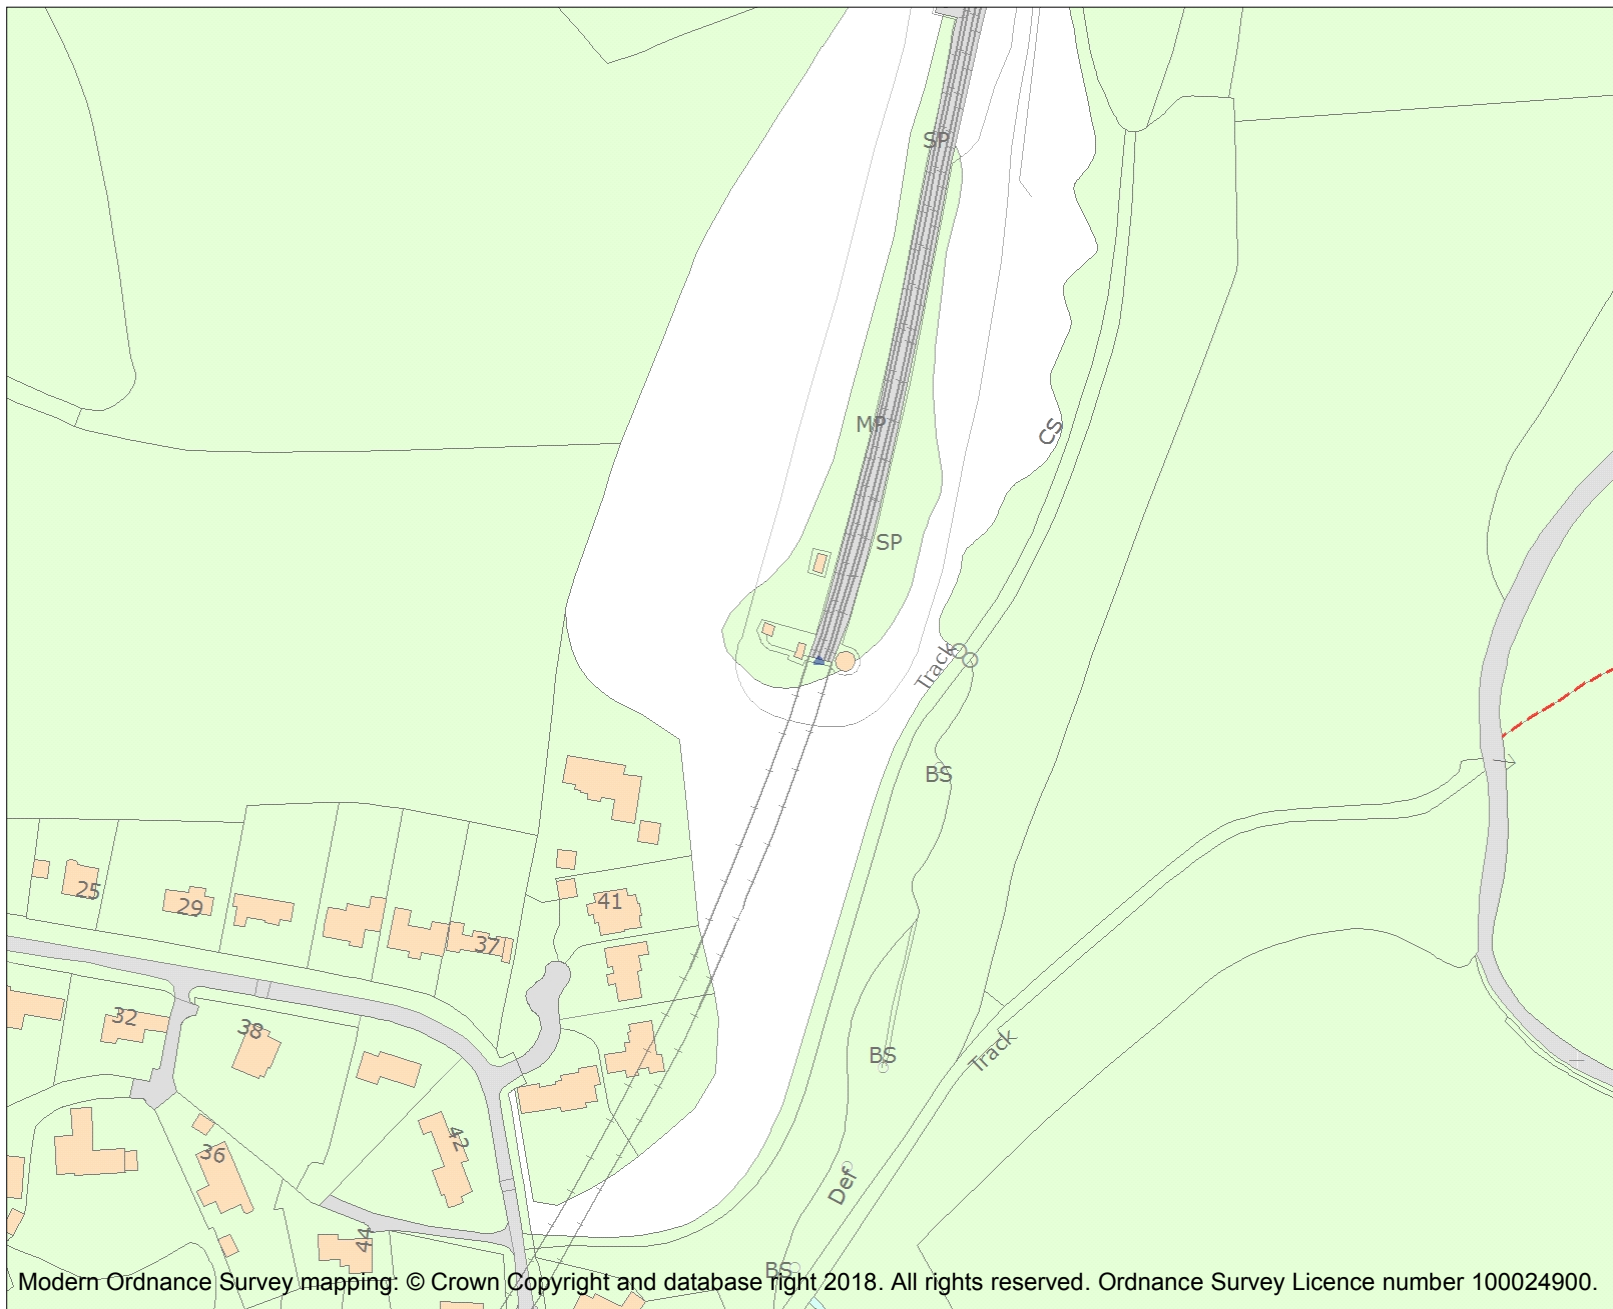 SP
MP
CS
SP
Track
BS
25
29
41
37
32
38
BS
Track
42
36
Def
44
BS
Modern Ordnance Survey mapping: © Crown Copyright and database right 2018. All rights reserved. Ordnance Survey Licence number 100024900.